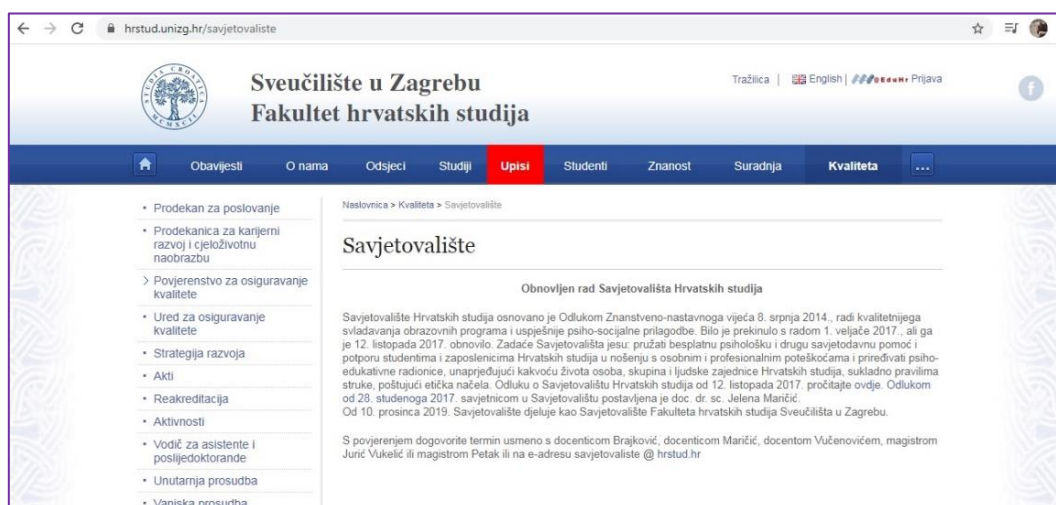 hrstud.unizg.hr/savjetovaliste
Sveučilište u Zagrebu
Fakultet hrvatskih studija
Tražilica | English | Prijava
Obavijesti O nama Odsjeci Studiji Upisi Studenti Znanost Suradnja Kvaliteta ...
Prodekan za poslovanje
Prodekanica za karijerni
razvoj i cjeloživotnu
naobrazbu
Povjerenstvo za osiguravanje
kvalitete
Ured za osiguravanje
kvalitete
Strategija razvoja
Akti
Reakreditacija
Aktivnosti
Vodič za asistente i
poslijedoktorande
Unutarnja prosudba
Vanjska prosudba
Naslovnica > Kvaliteta > Savjetovalište
Savjetovalište
Obnovljen rad Savjetovališta Hrvatskih studija
Savjetovalište Hrvatskih studija osnovano je Odlukom Znanstveno-nastavnoga vijeća 8. srpnja 2014., radi kvalitetnijega
svladavanja obrazovnih programa i uspješnije psiho-socijalne prilagodbe. Bilo je prekinulo s radom 1. veljače 2017., ali ga
je 12. listopada 2017. obnovilo. Zadaće Savjetovališta jesu: pružati besplatnu psihološku i drugu savjetodavnu pomoć i
potporu studentima i zaposlenicima Hrvatskih studija u nošenju s osobnim i profesionalnim poteškoćama i priređivati psiho-
edukativne radionice, unaprjeđujući kakvoću života osoba, skupina i ljudske zajednice Hrvatskih studija, sukladno pravilima
struke, poštujući etička načela. Odluku o Savjetovalištu Hrvatskih studija od 12. listopada 2017. pročitajte ovdje. Odlukom
od 28. studenoga 2017. savjetnicom u Savjetovalištu postavljena je doc. dr. sc. Jelena Maričić.
Od 10. prosinca 2019. Savjetovalište djeluje kao Savjetovalište Fakulteta hrvatskih studija Sveučilišta u Zagrebu.
S povjerenjem dogovorite termin usmeno s docenticom Brajković, docenticom Maričić, docentom Vučenovićem, magistrom
Jurić Vukelić ili magistrom Petak ili na e-adresu savjetovaliste @ hrstud.hr